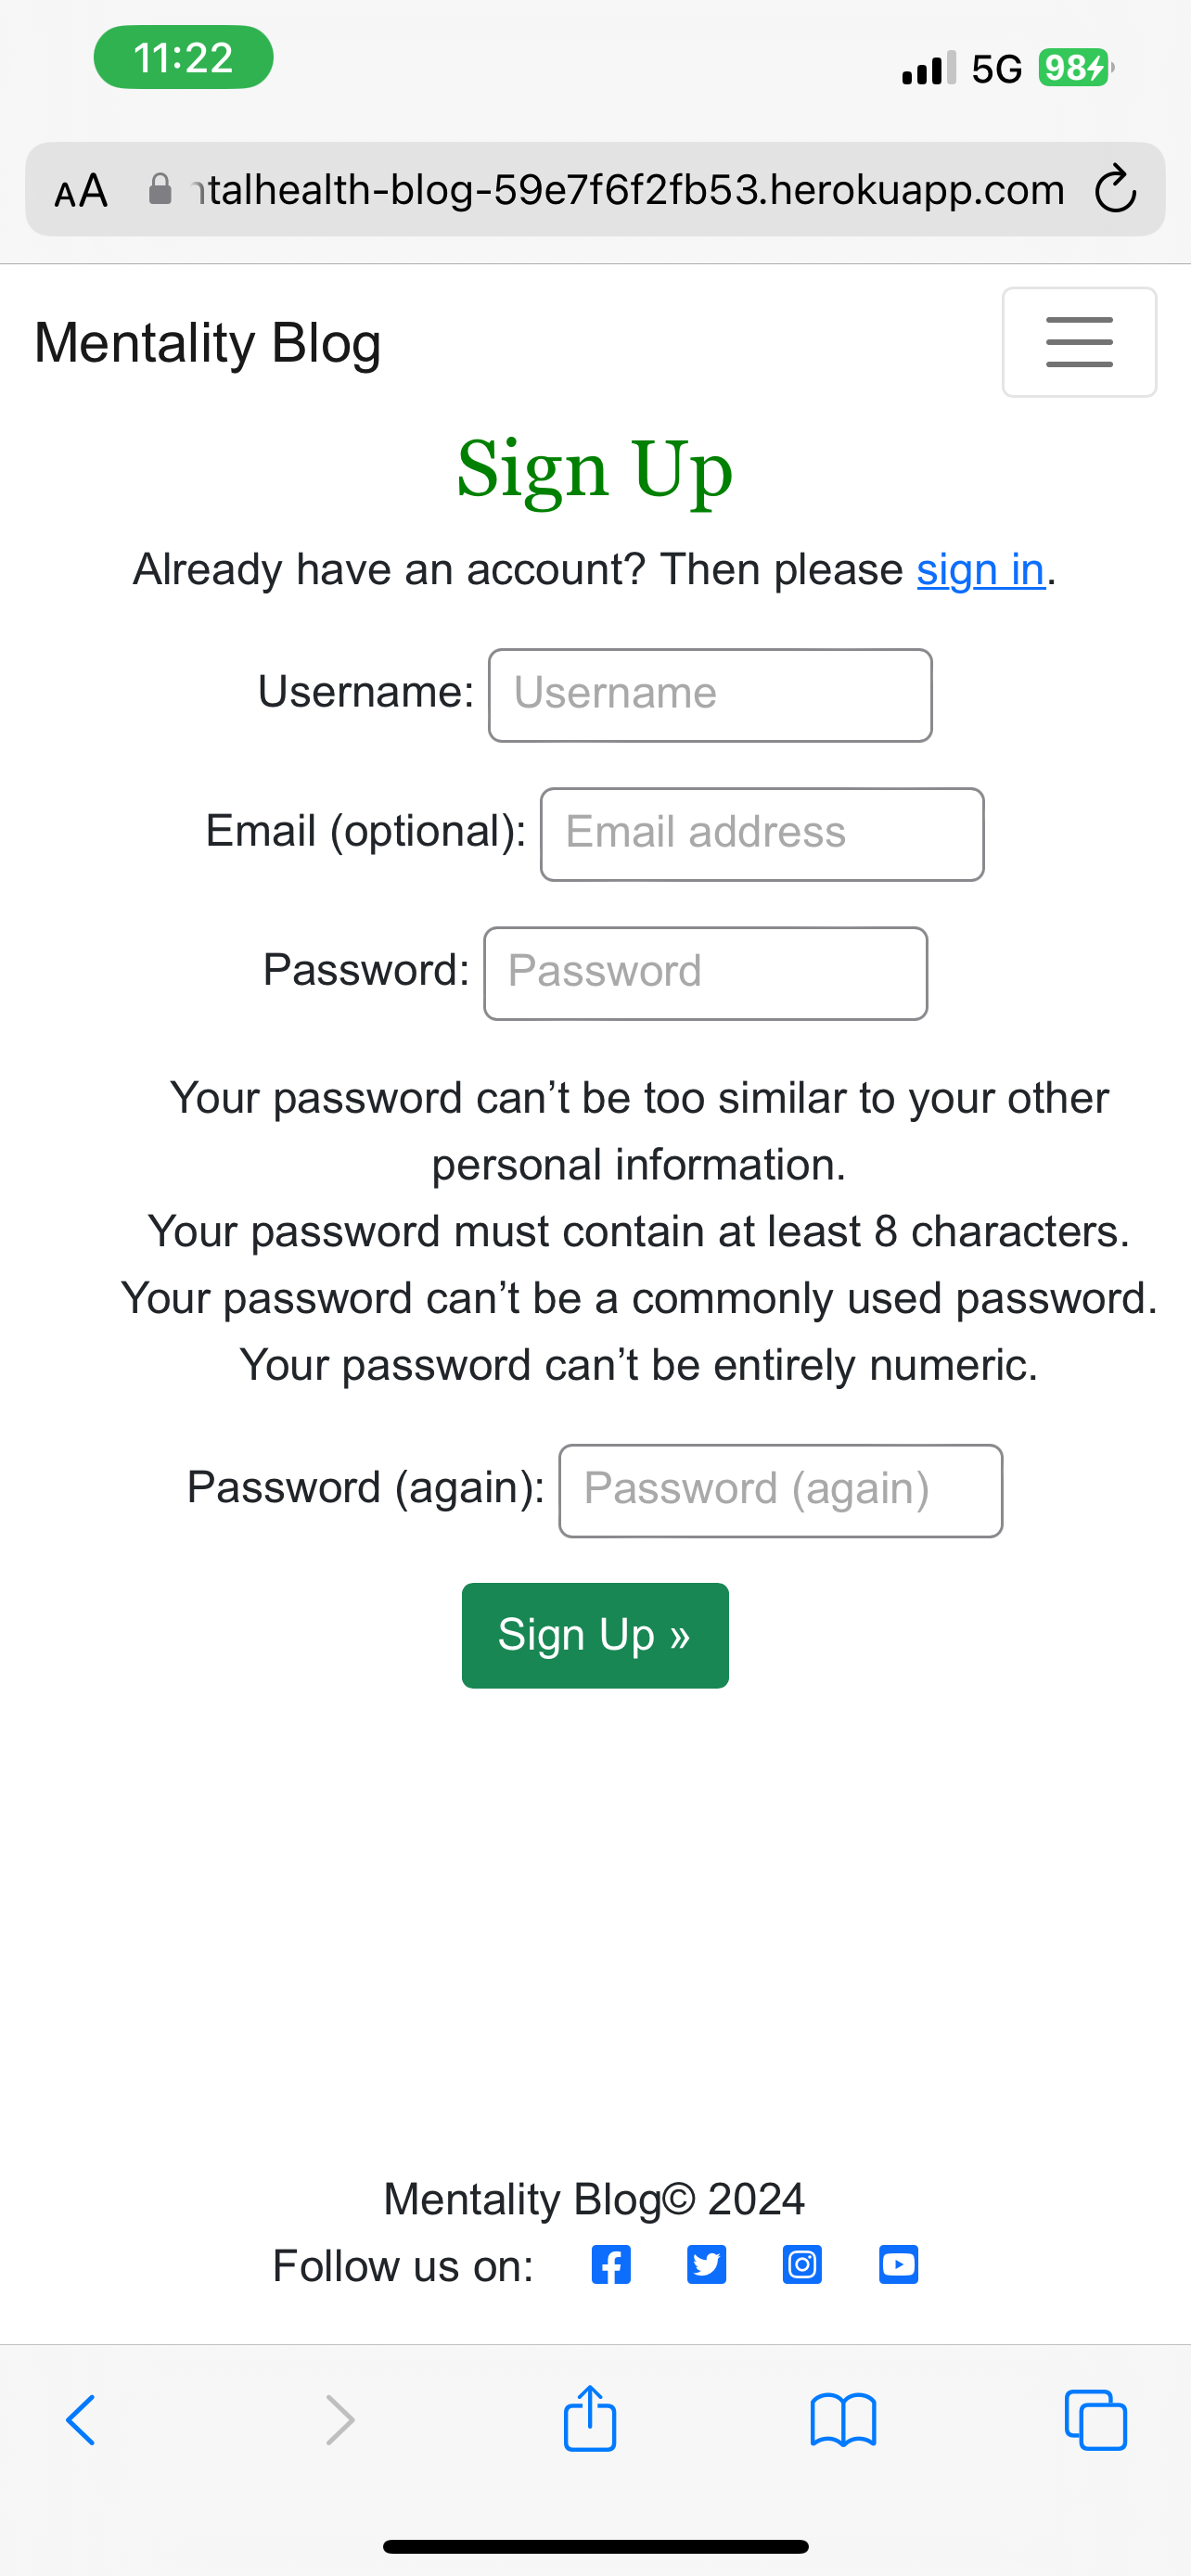 11:22
5G 98
AA talhealth-blog-59e7f6f2fb53.herokuapp.com
Mentality Blog
Sign Up
Already have an account? Then please sign in.
Username: Username
Email (optional): Email address
Password: Password
Your password can’t be too similar to your other
personal information.
Your password must contain at least 8 characters.
Your password can’t be a commonly used password.
Your password can’t be entirely numeric.
Password (again): Password (again)
Sign Up »
Mentality Blog© 2024
Follow us on: